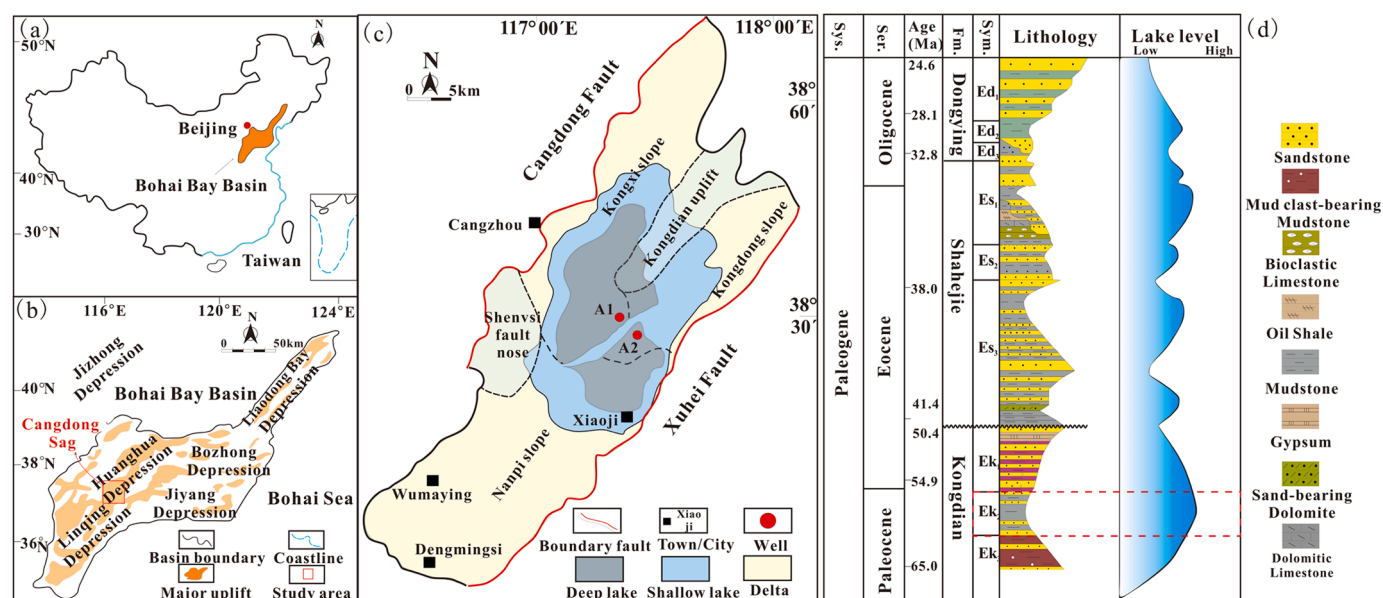 (a)
N
50°N
Beijing
40°N
Bohai Bay Basin
30°N
Taiwan
(b)
116°E
120°E
124°E
N
0 50km
Jizhong
Depression
40°N
Bohai Bay Basin
Liaodong Bay
Depression
Cangdong
Sag
Huanghua
Depression
Bozhong
Depression
38°N
Linqing
Depression
Jiyang
Depression
Bohai Sea
36°N
Basin boundary
Coastline
Major uplift
Study area
(c)
117°00′E
118°00′E
N
0 5km
38°
60′
Cangdong Fault
Kongxi slope
Kongdian uplift
Kongdong slope
Cangzhou
Shenvsi
fault
nose
A1
A2
38°
30′
Xuhei Fault
Xiaoji
Nanpi slope
Wumaying
Dengmingsi
Boundary fault
Xiao
ji
Town/City
Well
Deep lake
Shallow lake
Delta
(d)
Sys.
Ser.
Age
(Ma)
Fm.
Sym.
Lithology
Lake level
Low
High
Paleogene
Oligocene
Eocene
Paleocene
24.6
28.1
32.8
38.0
41.4
50.4
54.9
65.0
Dongying
Shahejie
Kongdian
Ed1
Ed2
Ed
Es1
Es2
Es3
Ek
Ek2
Ek
Sandstone
Mud clast-bearing
Mudstone
Bioclastic
Limestone
Oil Shale
Mudstone
Gypsum
Sand-bearing
Dolomite
Dolomitic
Limestone